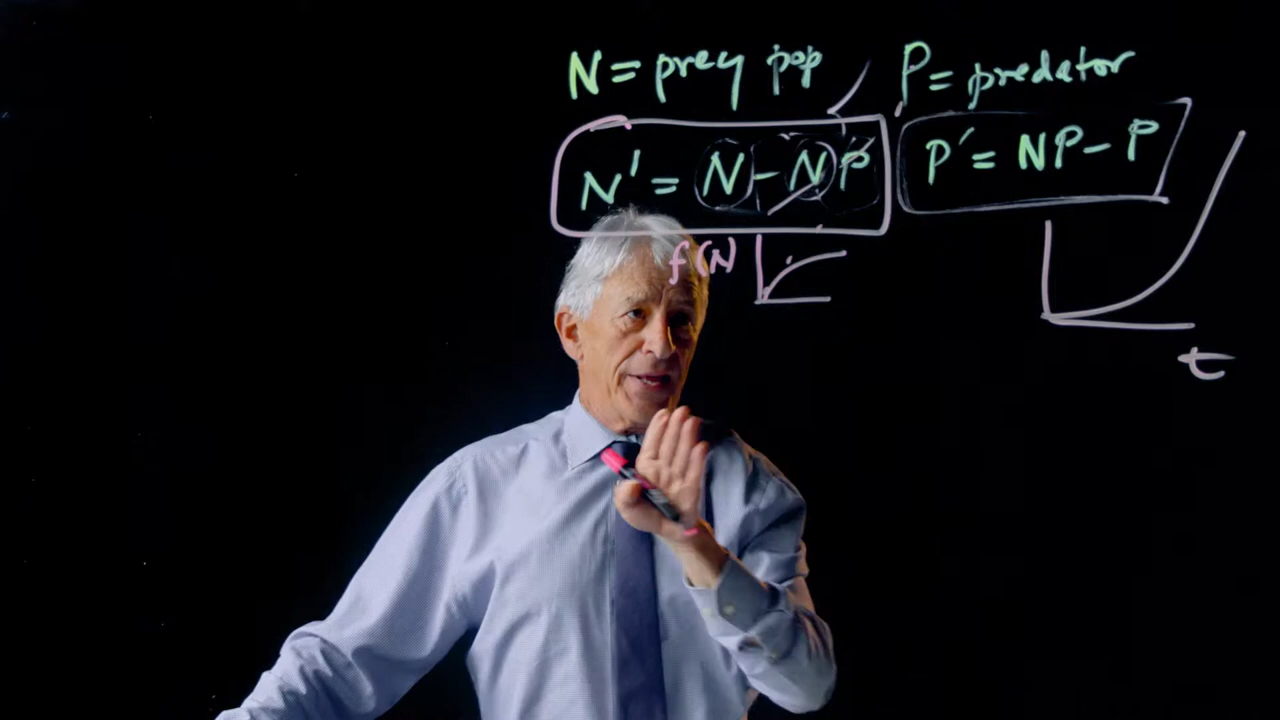 N = prey pop P = predator
N' = N - NP P' = NP - P
f(N)
t